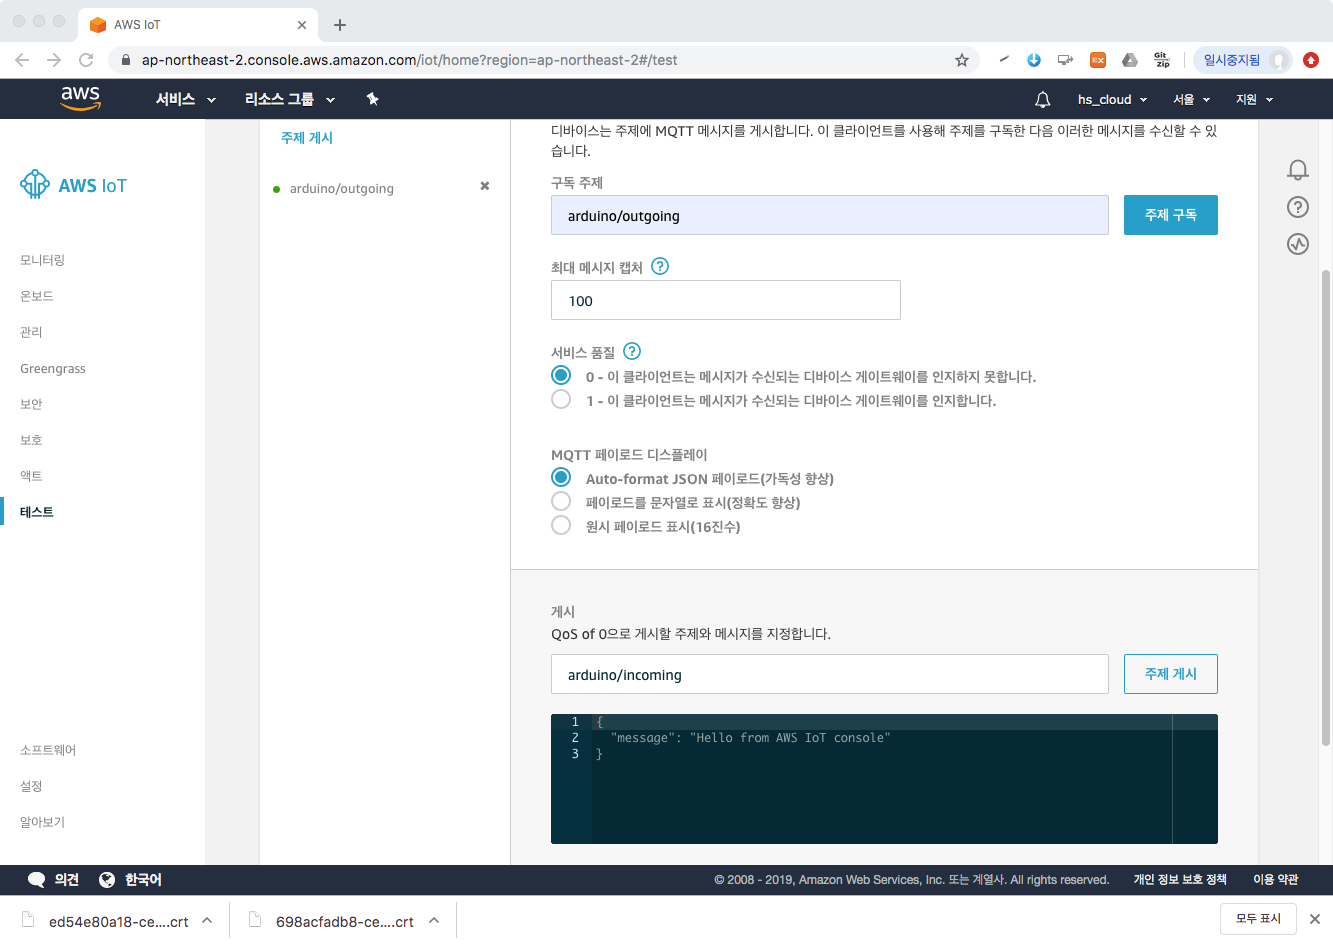 AWS IoT
ap-northeast-2.console.aws.amazon.com/iot/home?region=ap-northeast-2#/test
EX
Git
Zip
일시중지됨
aws
서비스
리소스 그룹
hs_cloud
서울
지원
AWS IoT
모니터링
온보드
관리
Greengrass
보안
보호
액트
테스트
소프트웨어
설정
알아보기
주제 게시
arduino/outgoing
디바이스는 주제에 MQTT 메시지를 게시합니다. 이 클라이언트를 사용해 주제를 구독한 다음 이러한 메시지를 수신할 수 있
습니다.
구독 주제
arduino/outgoing
주제 구독
최대 메시지 캡처
100
서비스 품질
0 - 이 클라이언트는 메시지가 수신되는 디바이스 게이트웨이를 인지하지 못합니다.
1 - 이 클라이언트는 메시지가 수신되는 디바이스 게이트웨이를 인지합니다.
MQTT 페이로드 디스플레이
Auto-format JSON 페이로드(가독성 향상)
페이로드를 문자열로 표시(정확도 향상)
원시 페이로드 표시(16진수)
게시
QoS of 0으로 게시할 주제와 메시지를 지정합니다.
arduino/incoming
주제 게시
1 {
2 "message": "Hello from AWS IoT console"
3 }
의견
한국어
© 2008 - 2019, Amazon Web Services, Inc. 또는 계열사. All rights reserved.
개인 정보 보호 정책
이용 약관
ed54e80a18-ce....crt
698acfadb8-ce....crt
모두 표시